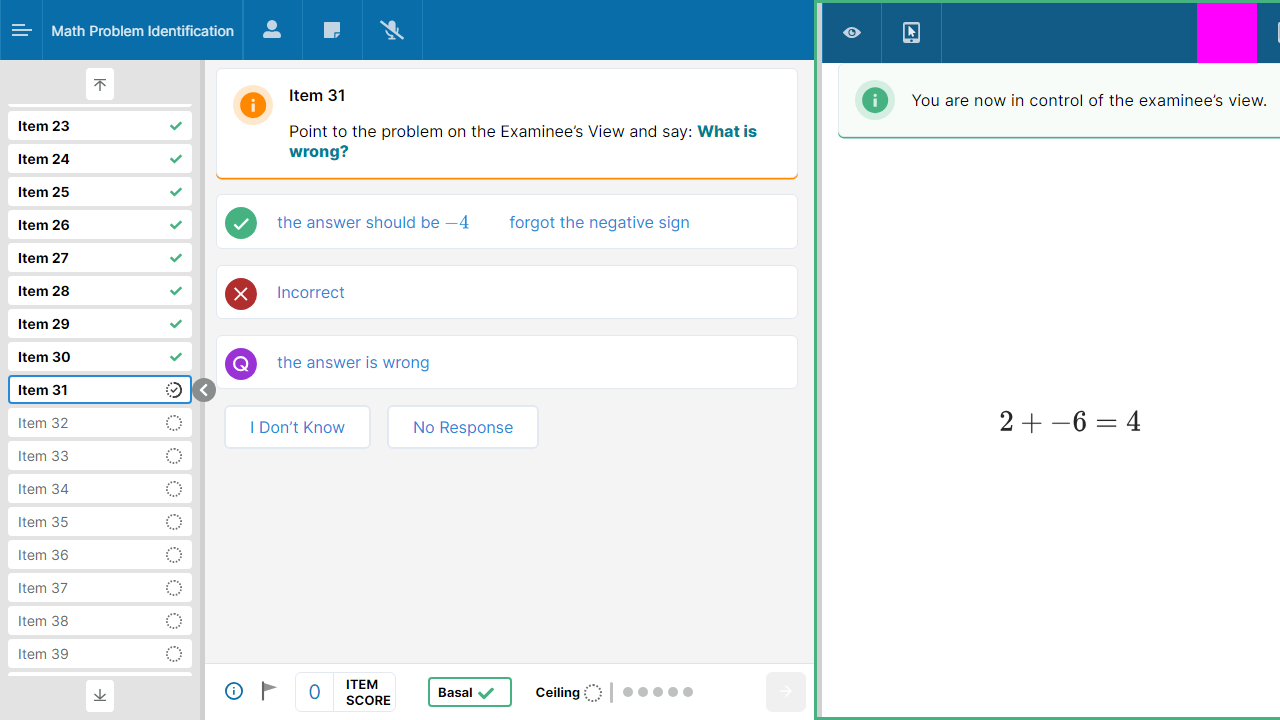 Math Problem Identification
Item 23
Item 24
Item 25
Item 26
Item 27
Item 28
Item 29
Item 30
Item 31
Item 32
Item 33
Item 34
Item 35
Item 36
Item 37
Item 38
Item 39
Item 31
Point to the problem on the Examinee's View and say: What is
wrong?
the answer should be −4 forgot the negative sign
Incorrect
Q the answer is wrong
I Don't Know No Response
0 ITEM
SCORE
Basal
Ceiling
You are now in control of the examinee's view.
2 + −6 = 4